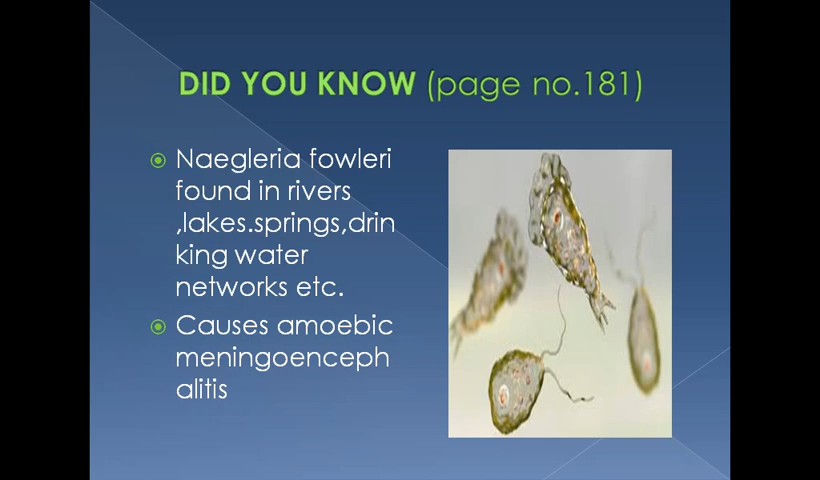 DID YOU KNOW (page no.181)
Naegleria fowleri
found in rivers
,lakes.springs,drin
king water
networks etc.
Causes amoebic
meningoenceph
alitis